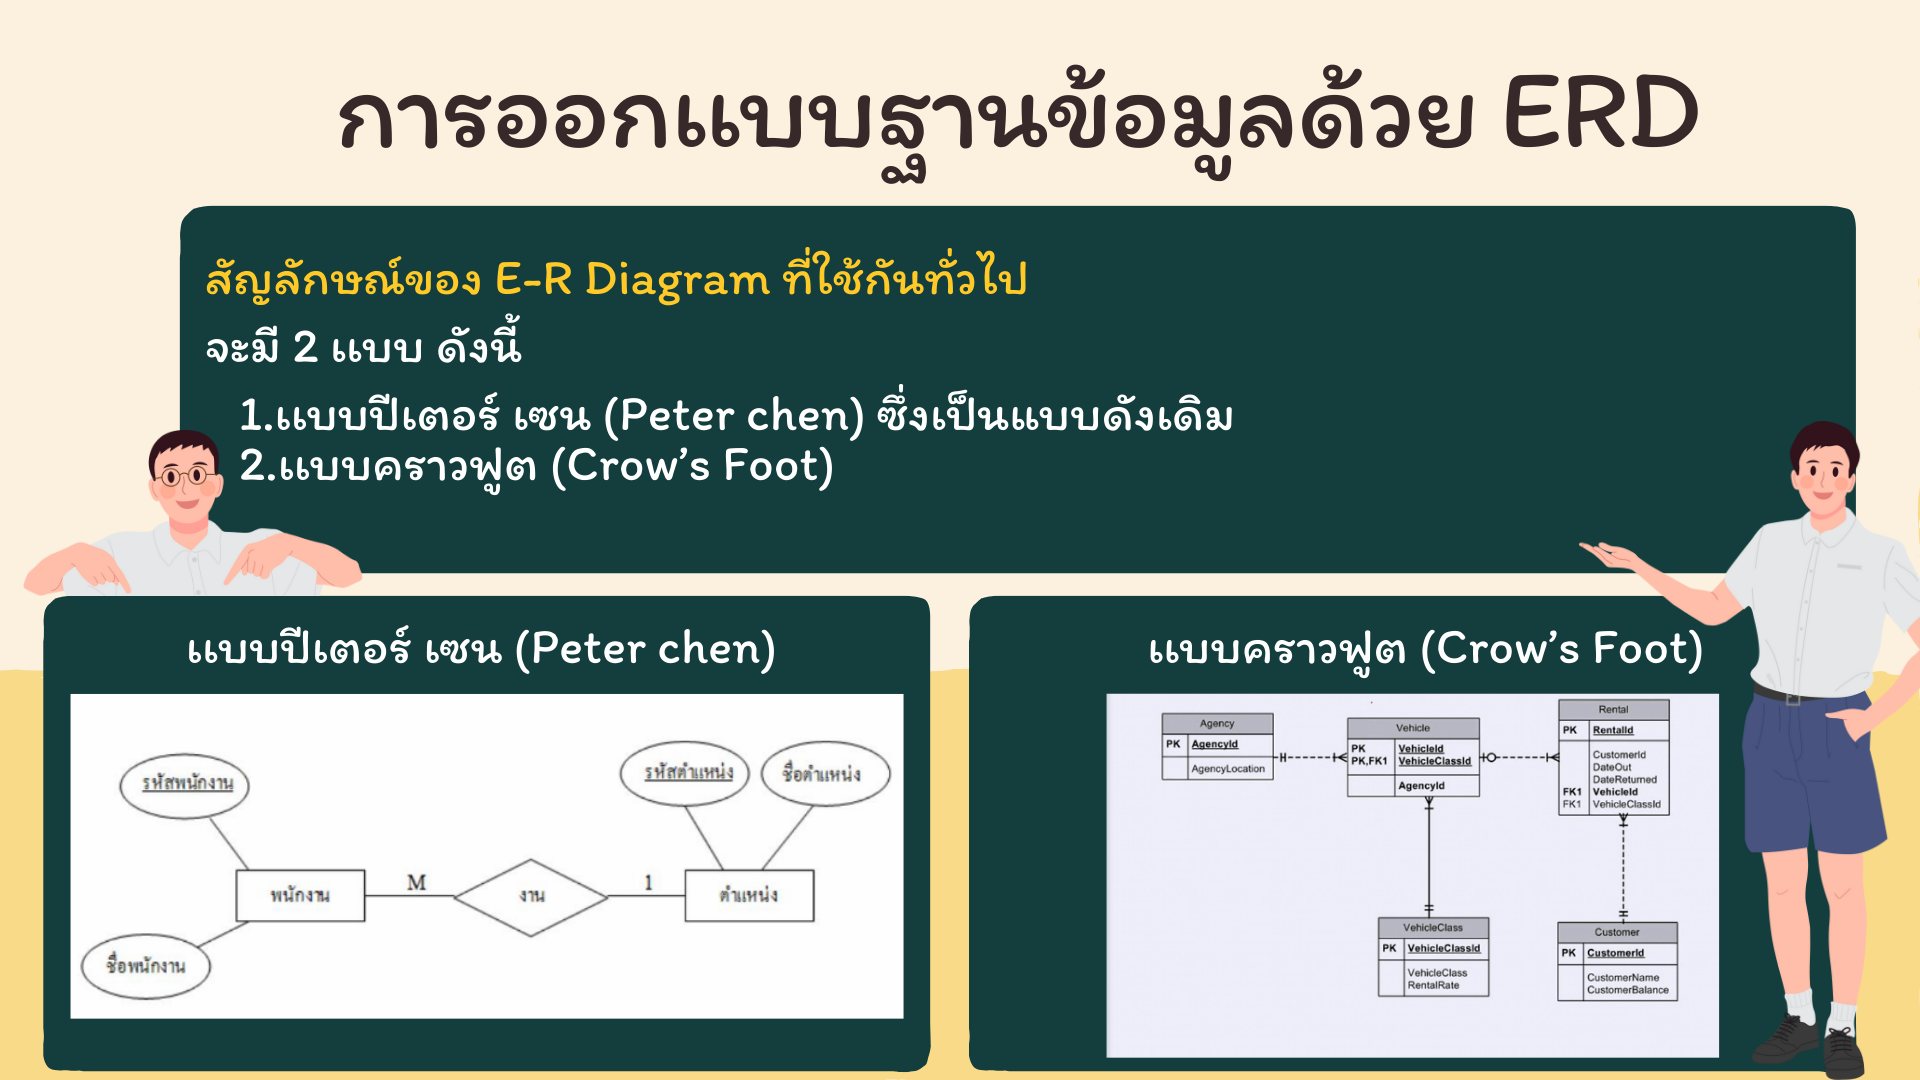 การออกแบบฐานข้อมูลด้วย ERD
สัญลักษณ์ของ E-R Diagram ที่ใช้กันทั่วไป
จะมี 2 แบบ ดังนี้
1.แบบปีเตอร์ เซน (Peter chen) ซึ่งเป็นแบบดังเดิม
2.แบบคราวฟูต (Crow's Foot)
แบบปีเตอร์ เซน (Peter chen)
รหัสพนักงาน
รหัสตำแหน่ง
ชื่อตำแหน่ง
พนักงาน
M
งาน
1
ตำแหน่ง
ชื่อพนักงาน
แบบคราวฟูต (Crow's Foot)
Agency
PK AgencyId
AgencyLocation
Vehicle
PK VehicleId
PK,FK1 VehicleClassId
AgencyId
Rental
PK RentalId
CustomerId
DateOut
DateReturned
FK1 VehicleId
FK1 VehicleClassId
VehicleClass
PK VehicleClassId
VehicleClass
RentalRate
Customer
PK CustomerId
CustomerName
CustomerBalance